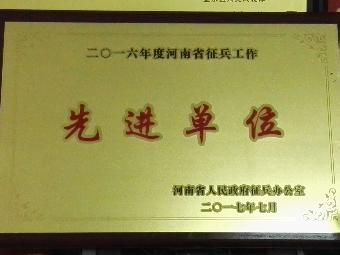 二〇一六年度河南省征兵工作
先进单位
河南省人民政府征兵办公室
二〇一七年七月